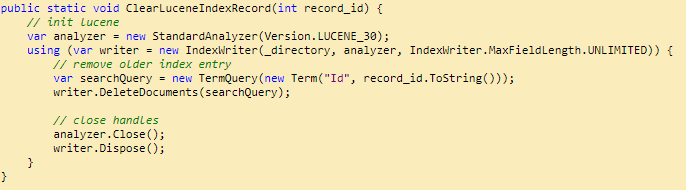 public static void ClearLuceneIndexRecord(int record_id) {
    // init lucene
    var analyzer = new StandardAnalyzer(Version.LUCENE_30);
    using (var writer = new IndexWriter(_directory, analyzer, IndexWriter.MaxFieldLength.UNLIMITED)) {
        // remove older index entry
        var searchQuery = new TermQuery(new Term("Id", record_id.ToString()));
        writer.DeleteDocuments(searchQuery);

        // close handles
        analyzer.Close();
        writer.Dispose();
    }
}